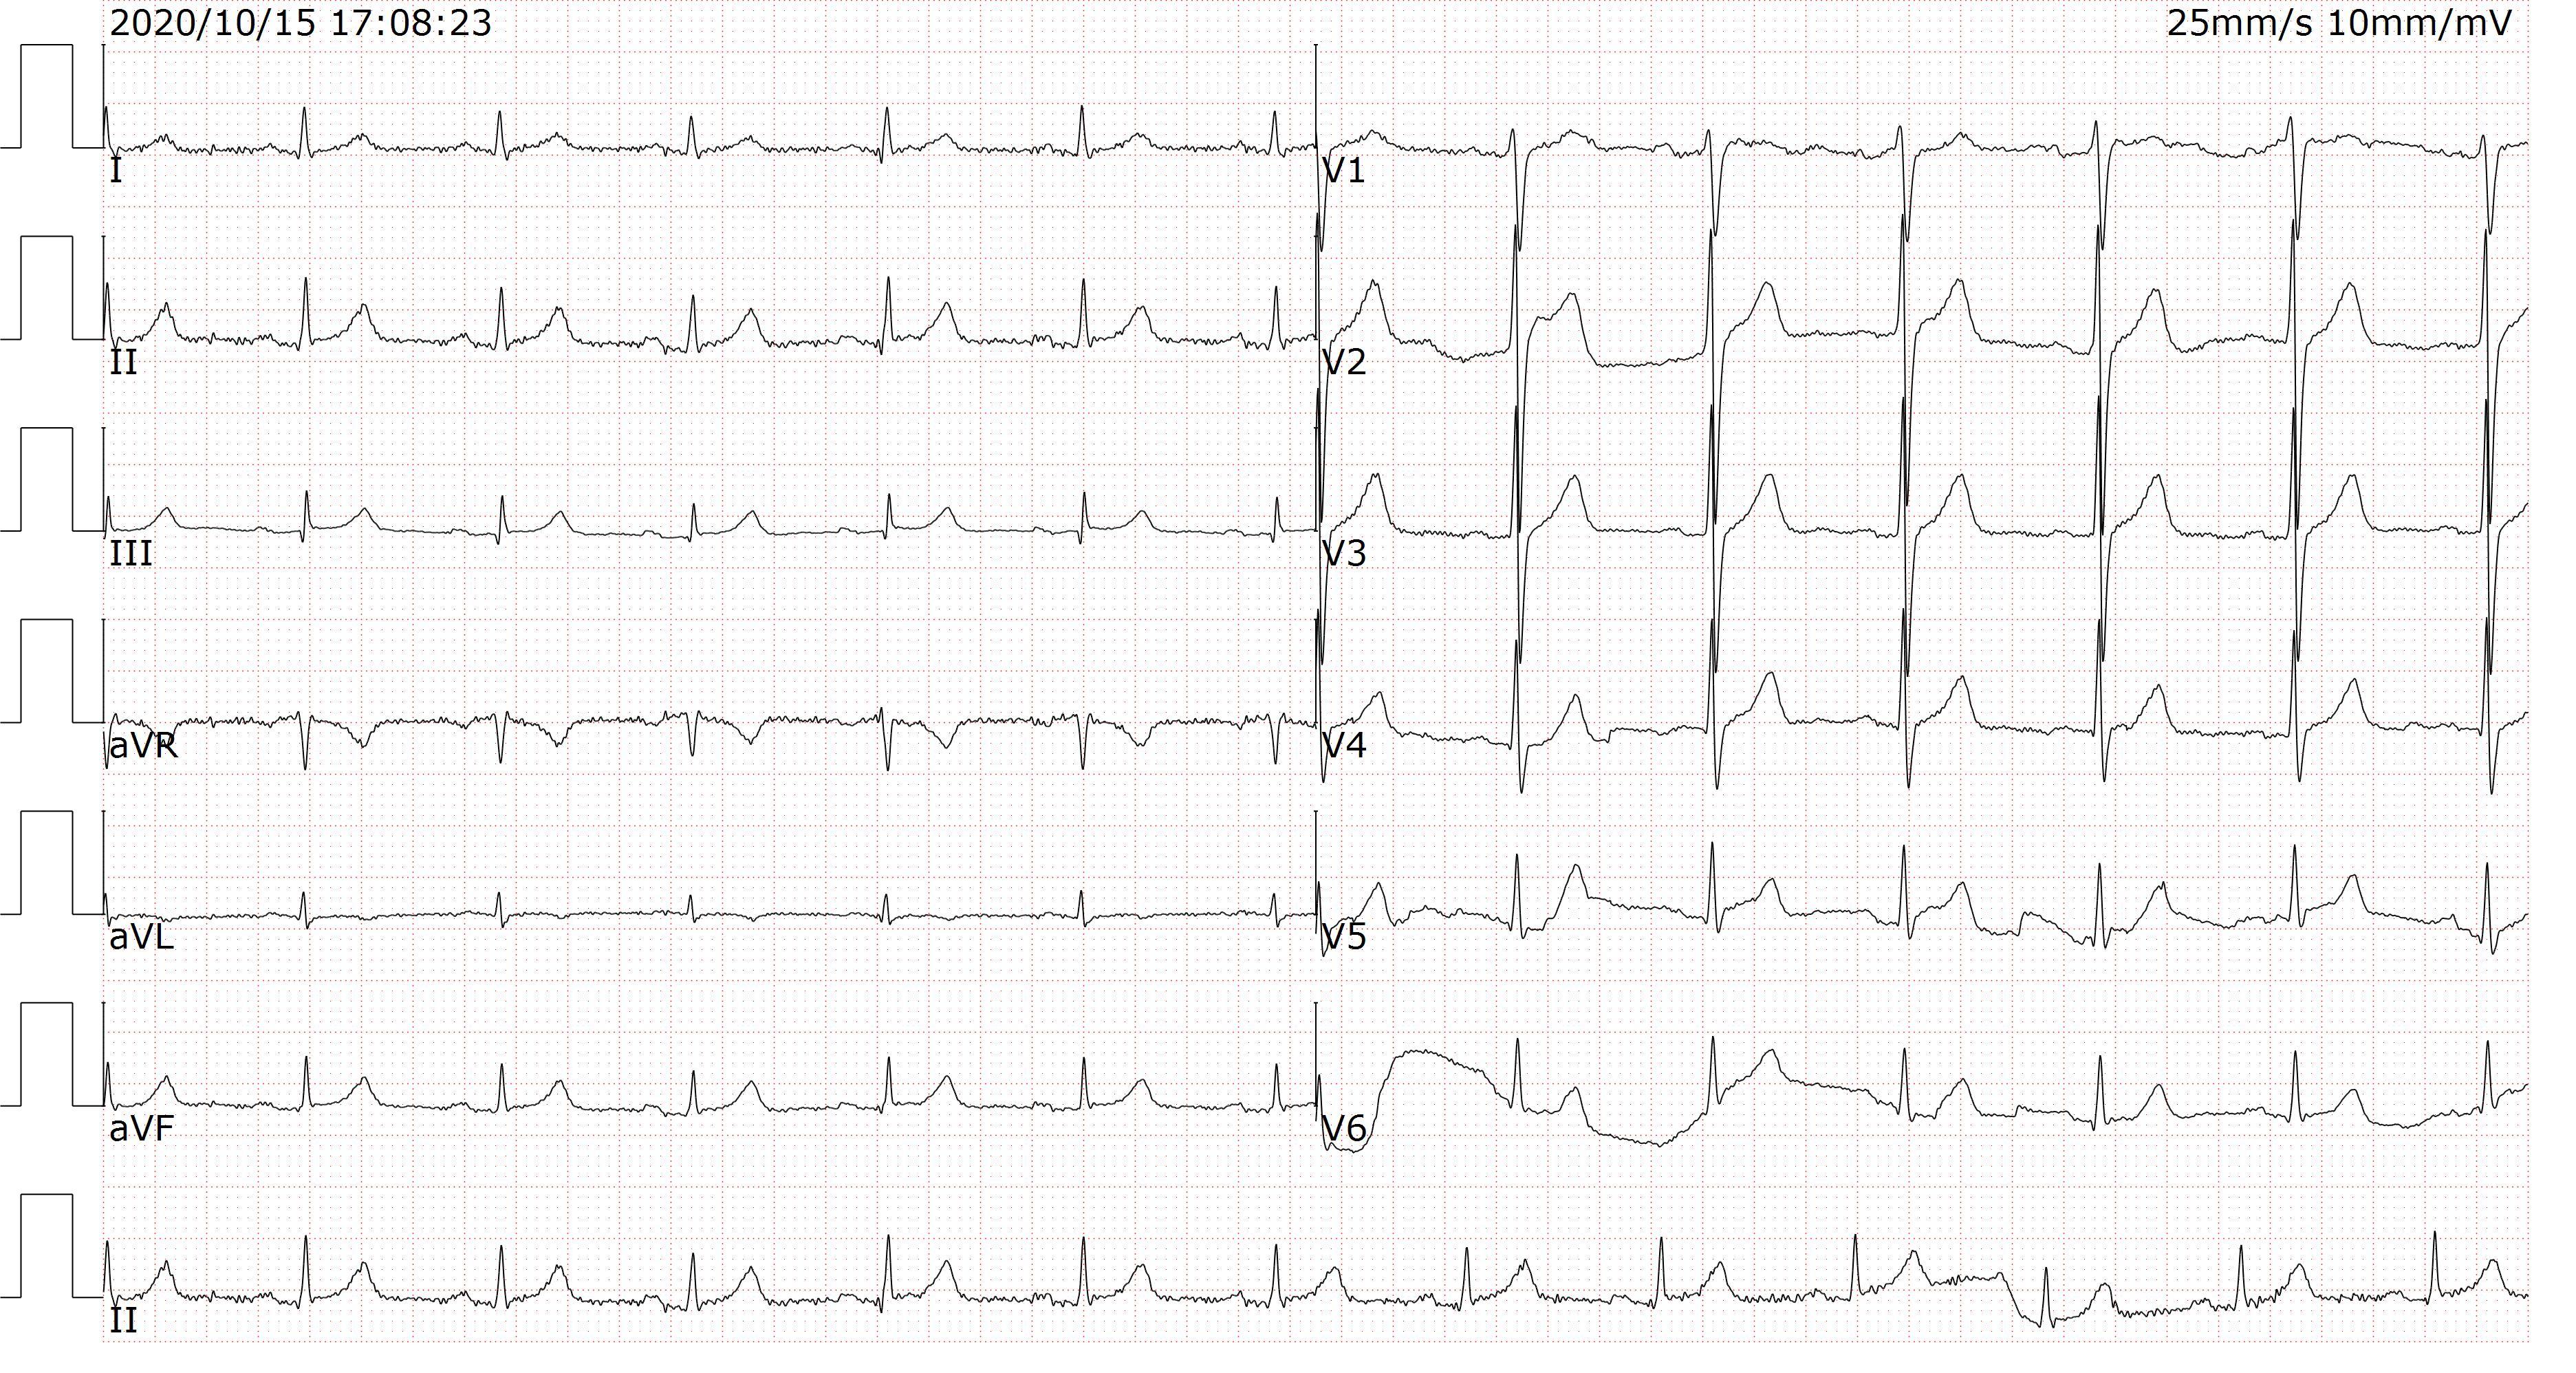 2020/10/15 17:08:23
25mm/s 10mm/mV
I
V1
II
V2
III
V3
aVR
V4
aVL
V5
aVF
V6
II